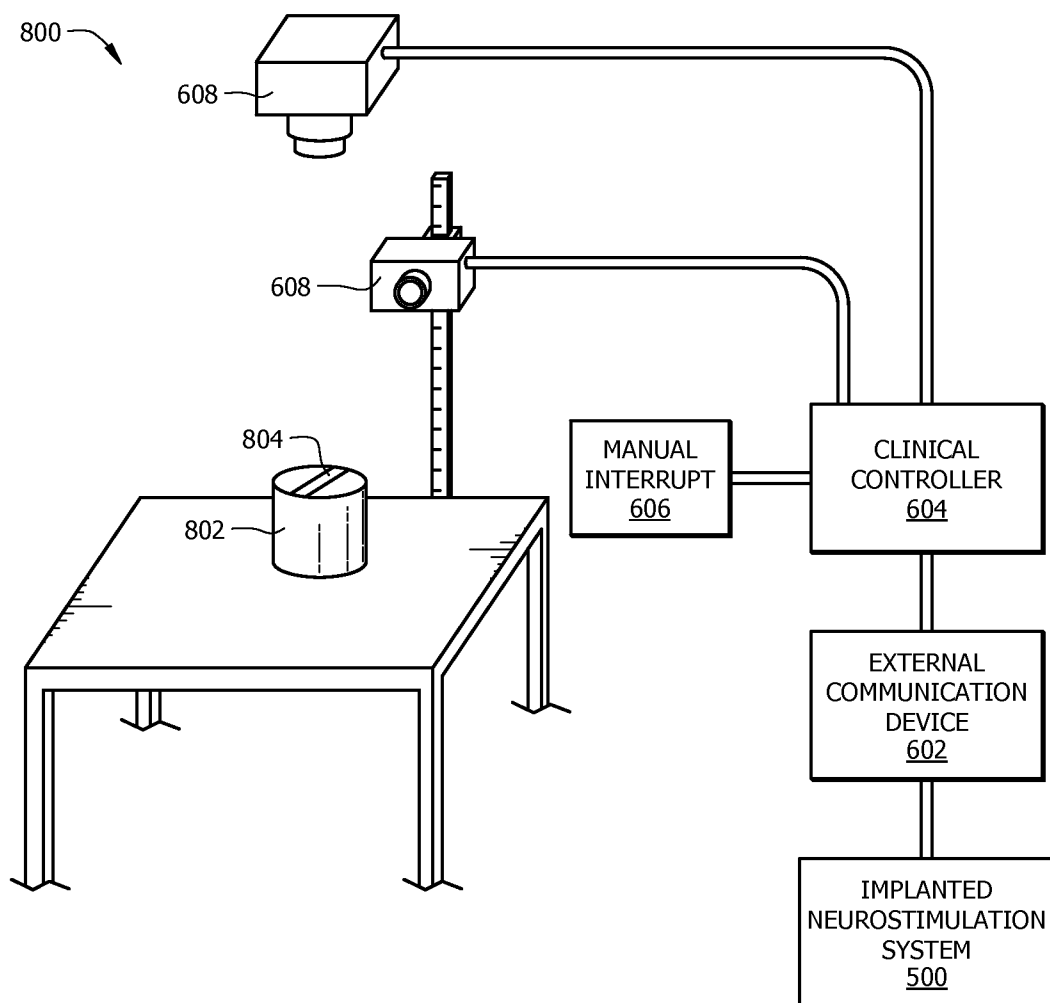 800
608
608
804
802
MANUAL
INTERRUPT
606
CLINICAL
CONTROLLER
604
EXTERNAL
COMMUNICATION
DEVICE
602
IMPLANTED
NEUROSTIMULATION
SYSTEM
500